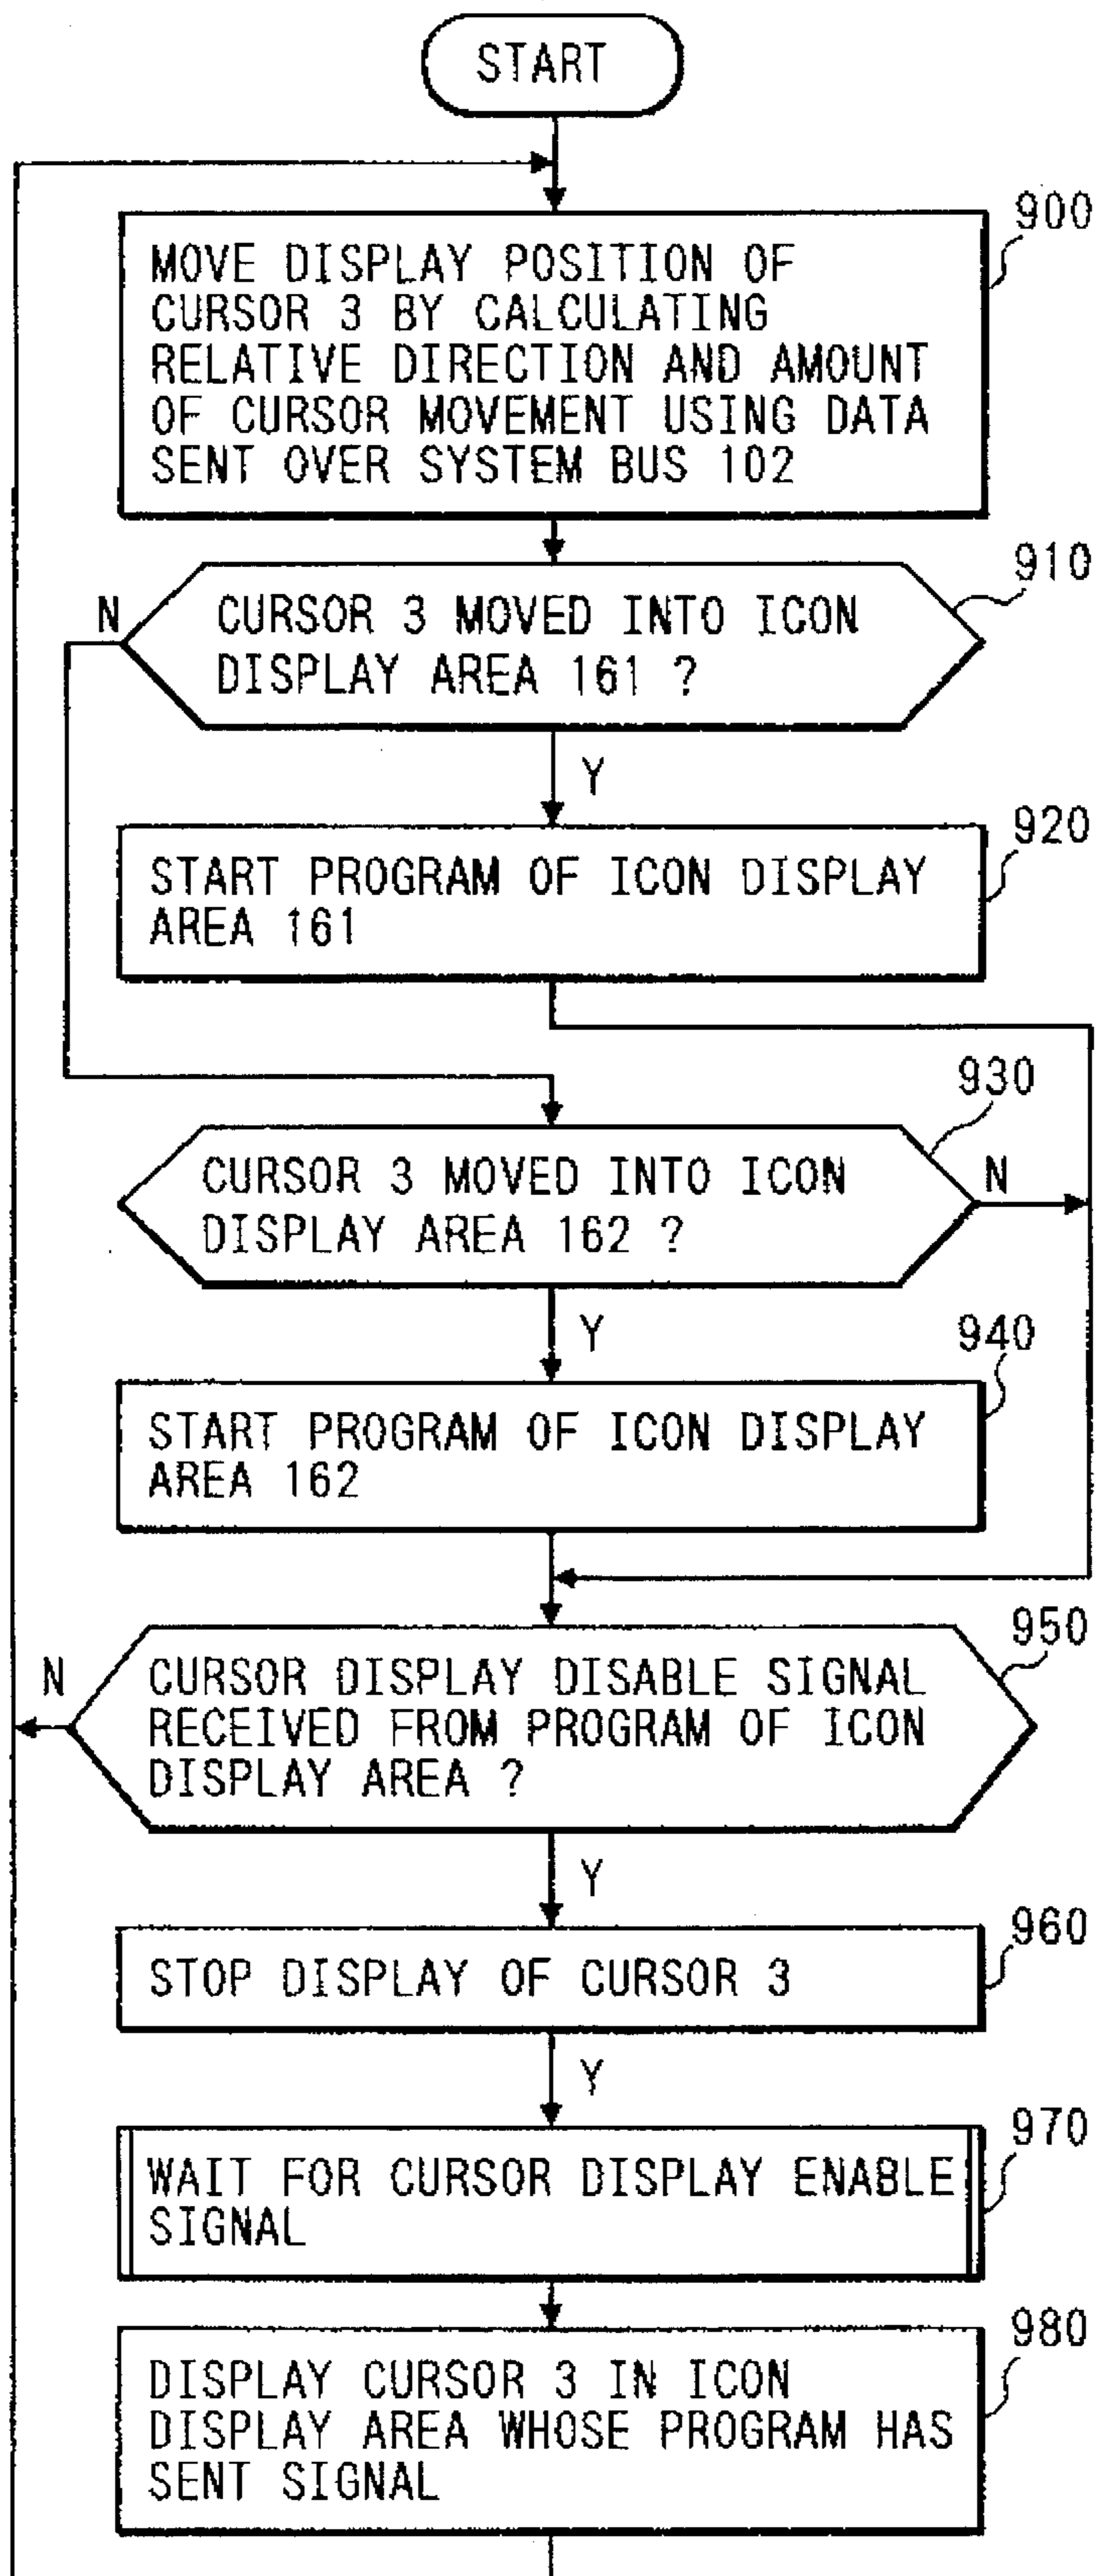 START
900
MOVE DISPLAY POSITION OF
CURSOR 3 BY CALCULATING
RELATIVE DIRECTION AND AMOUNT
OF CURSOR MOVEMENT USING DATA
SENT OVER SYSTEM BUS 102
910
N
CURSOR 3 MOVED INTO ICON
DISPLAY AREA 161 ?
Y
920
START PROGRAM OF ICON DISPLAY
AREA 161
930
CURSOR 3 MOVED INTO ICON
DISPLAY AREA 162 ?
N
Y
940
START PROGRAM OF ICON DISPLAY
AREA 162
950
N
CURSOR DISPLAY DISABLE SIGNAL
RECEIVED FROM PROGRAM OF ICON
DISPLAY AREA ?
Y
960
STOP DISPLAY OF CURSOR 3
Y
970
WAIT FOR CURSOR DISPLAY ENABLE
SIGNAL
980
DISPLAY CURSOR 3 IN ICON
DISPLAY AREA WHOSE PROGRAM HAS
SENT SIGNAL